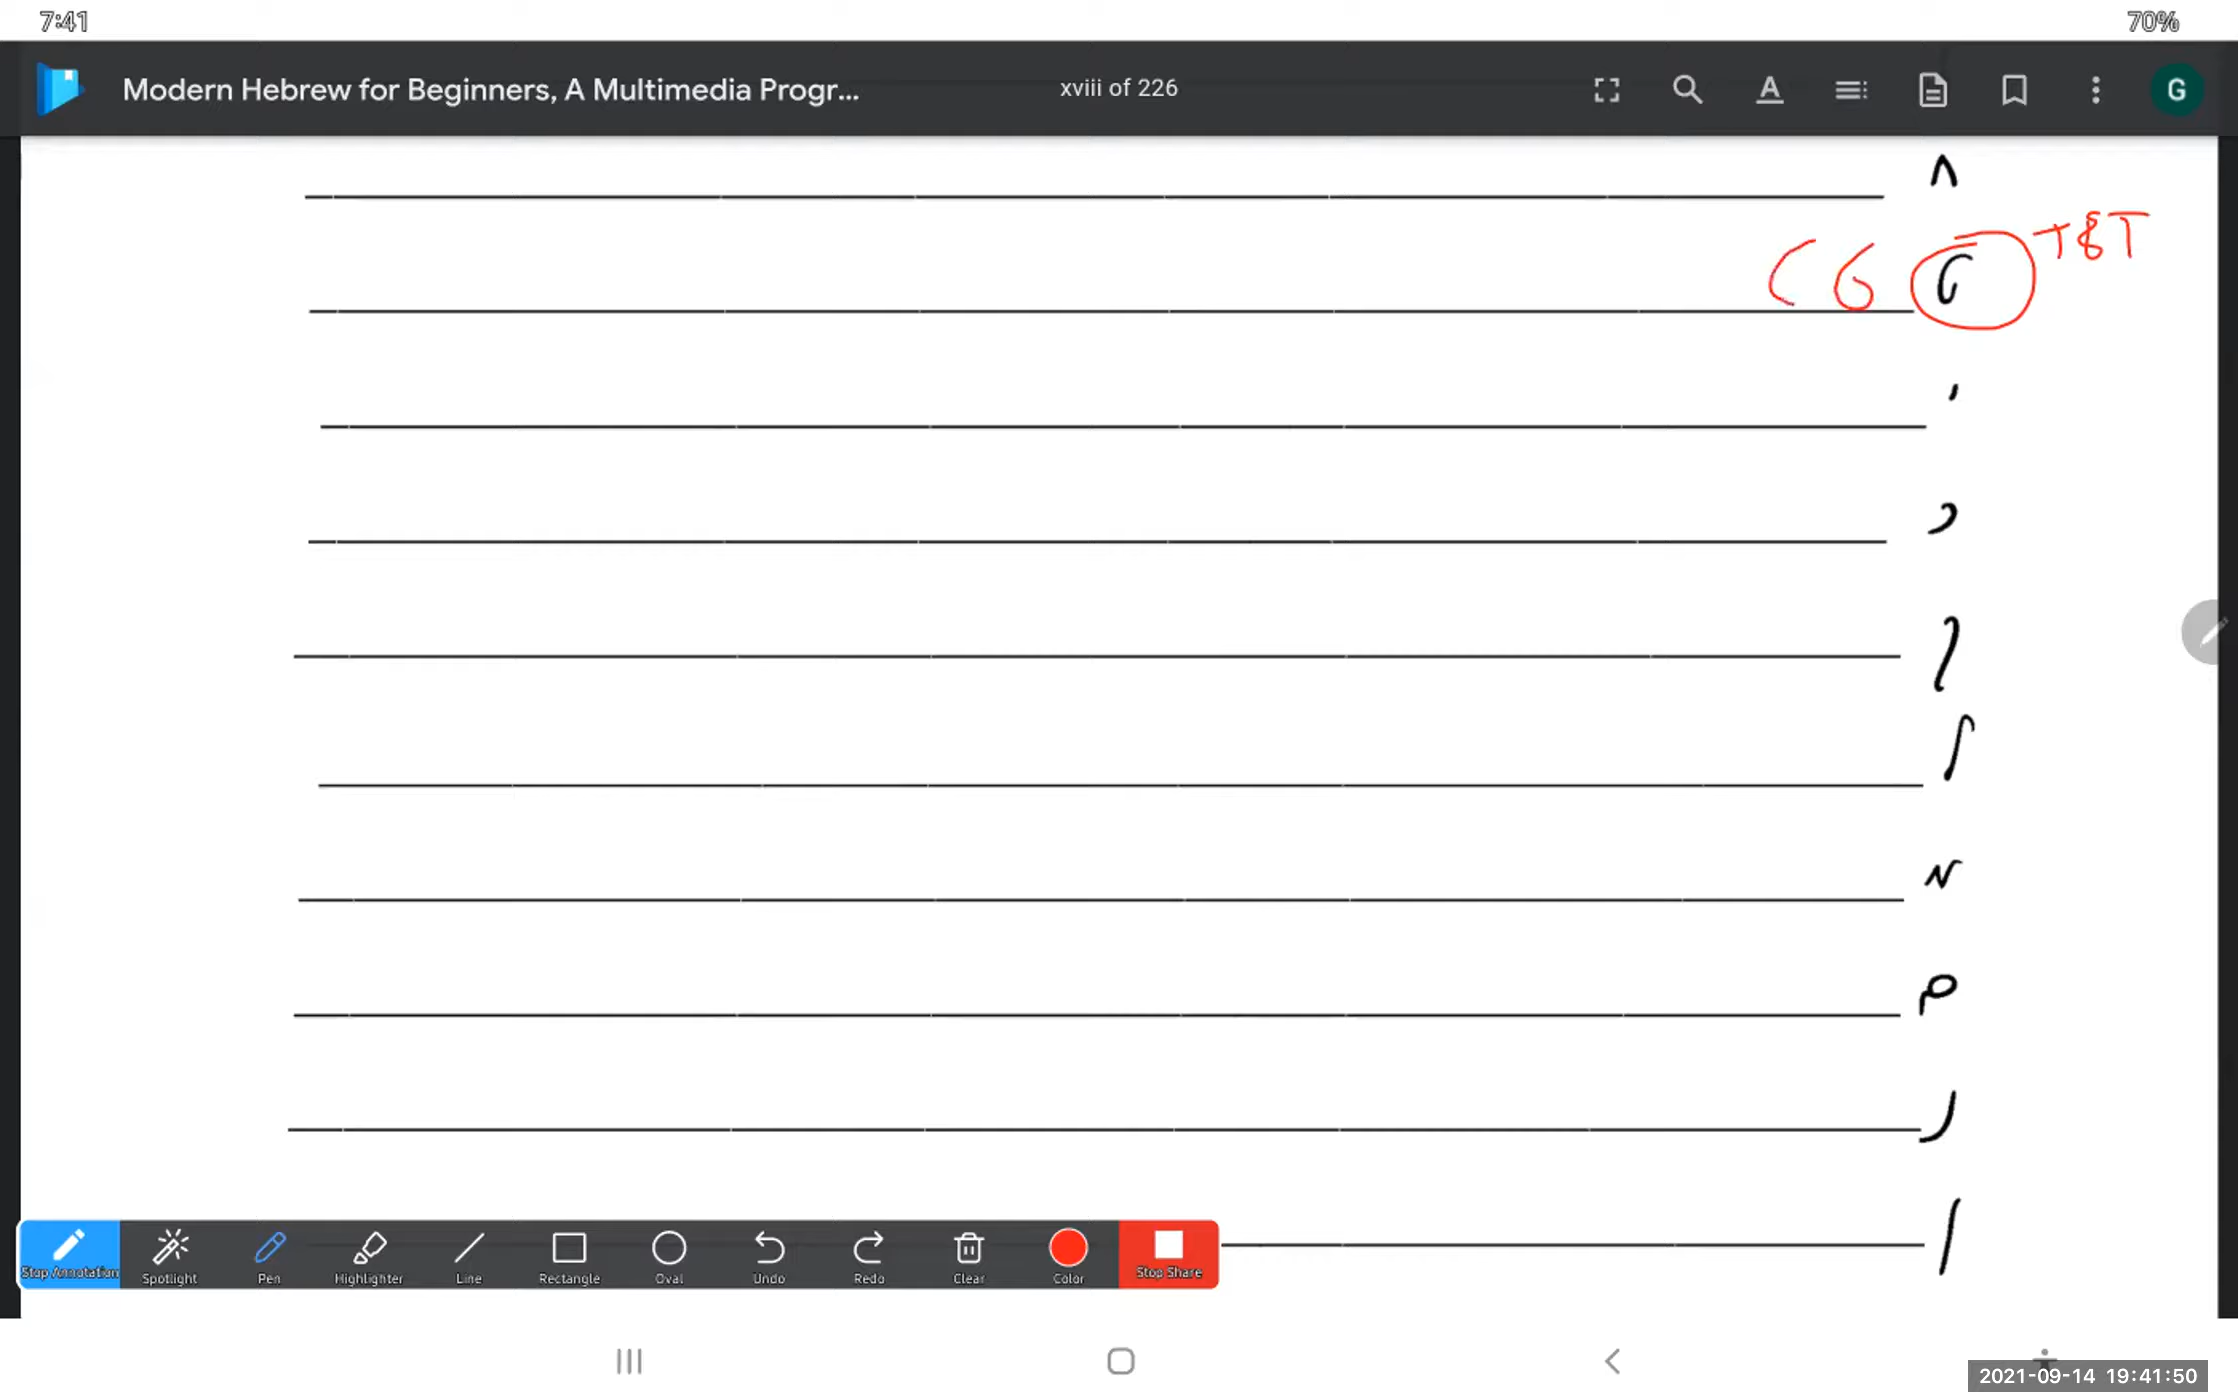 7:41 70%
Modern Hebrew for Beginners, A Multimedia Progr... xviii of 226 A G
ח
T&T
ט
י
כ
ך
ל
מ
ם
נ
ן
Stop Annotation Spotlight Pen Highlighter Line Rectangle Oval Undo Redo Clear Color Stop Share
2021-09-14 19:41:50